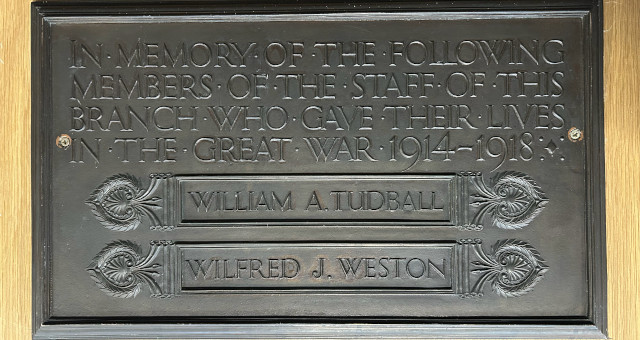 IN·MEMORY·OF·THE·FOLLOWING
MEMBERS·OF·THE·STAFF·OF·THIS
BRANCH·WHO·GAVE·THEIR·LIVES
IN·THE·GREAT·WAR·1914–1918
WILLIAM A. TUDBALL
WILFRED J. WESTON